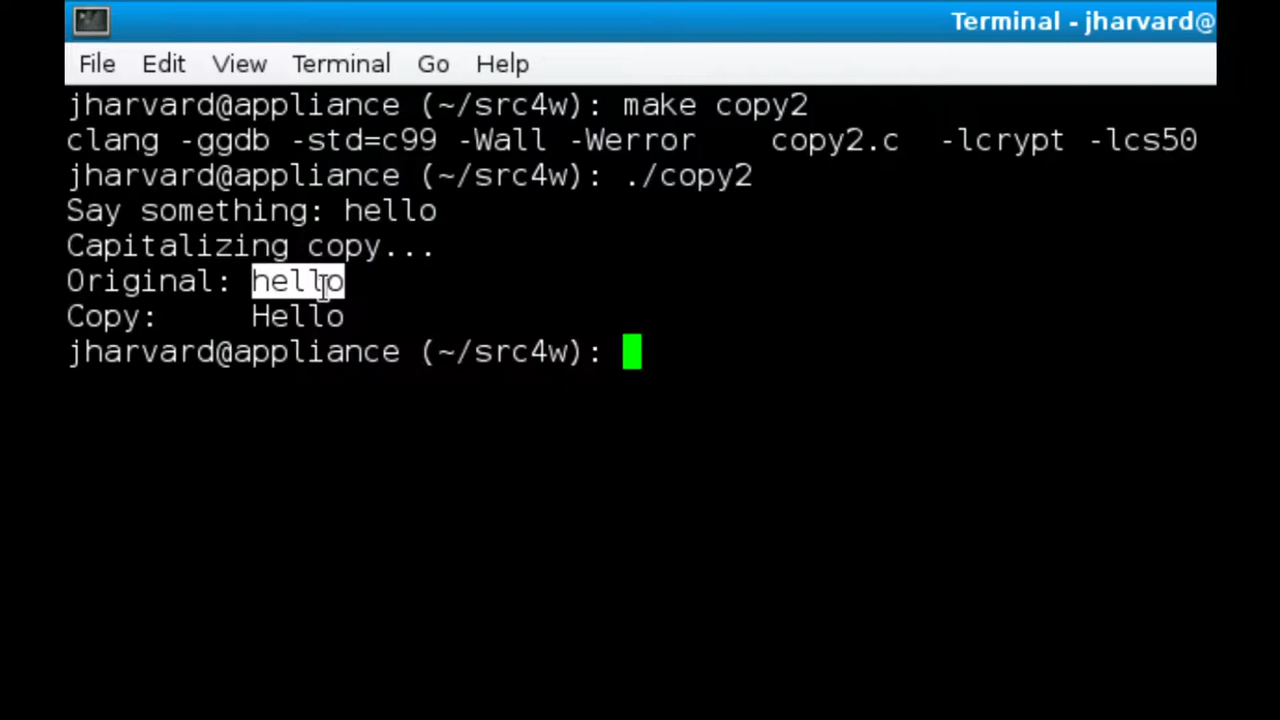 Terminal - jharvard@
File Edit View Terminal Go Help
jharvard@appliance (~/src4w): make copy2
clang -ggdb -std=c99 -Wall -Werror    copy2.c  -lcrypt -lcs50
jharvard@appliance (~/src4w): ./copy2
Say something: hello
Capitalizing copy...
Original: hello
Copy:     Hello
jharvard@appliance (~/src4w):